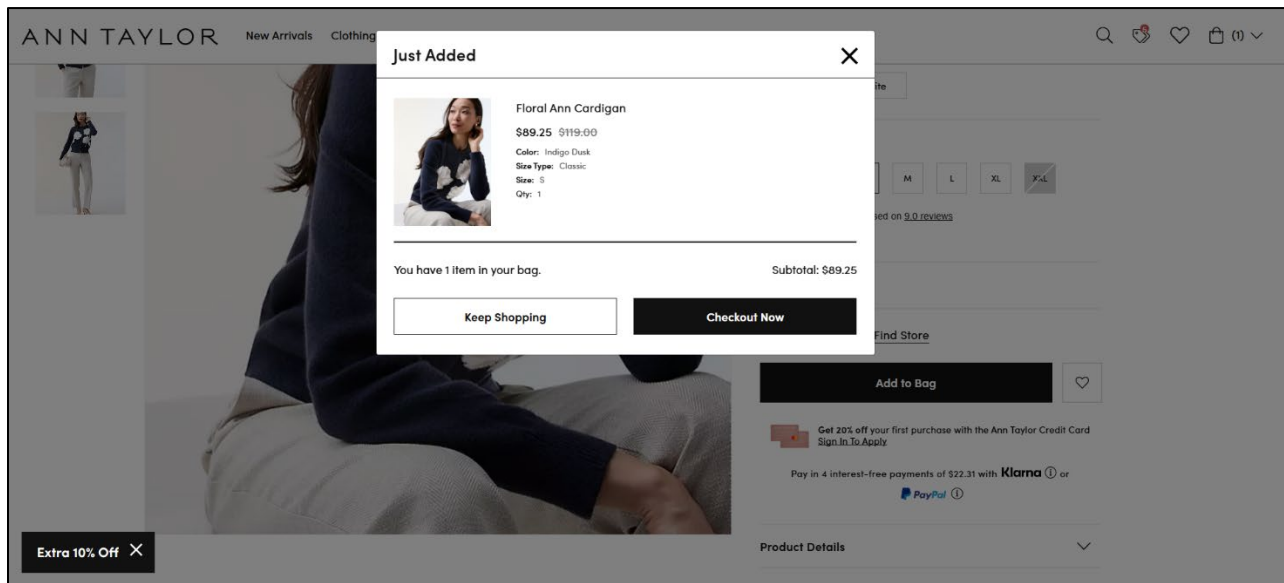 ANN TAYLOR New Arrivals Clothing (1)
Just Added
Floral Ann Cardigan
$89.25 $119.00
Color: Indigo Dusk
Size Type: Classic
Size: S
Qty: 1
You have 1 item in your bag. Subtotal: $89.25
Keep Shopping Checkout Now
M L XL XXL
sed on 9.0 reviews
Find Store
Add to Bag
Get 20% off your first purchase with the Ann Taylor Credit Card
Sign In To Apply
Pay in 4 interest-free payments of $22.31 with Klarna or
PayPal
Extra 10% Off
Product Details